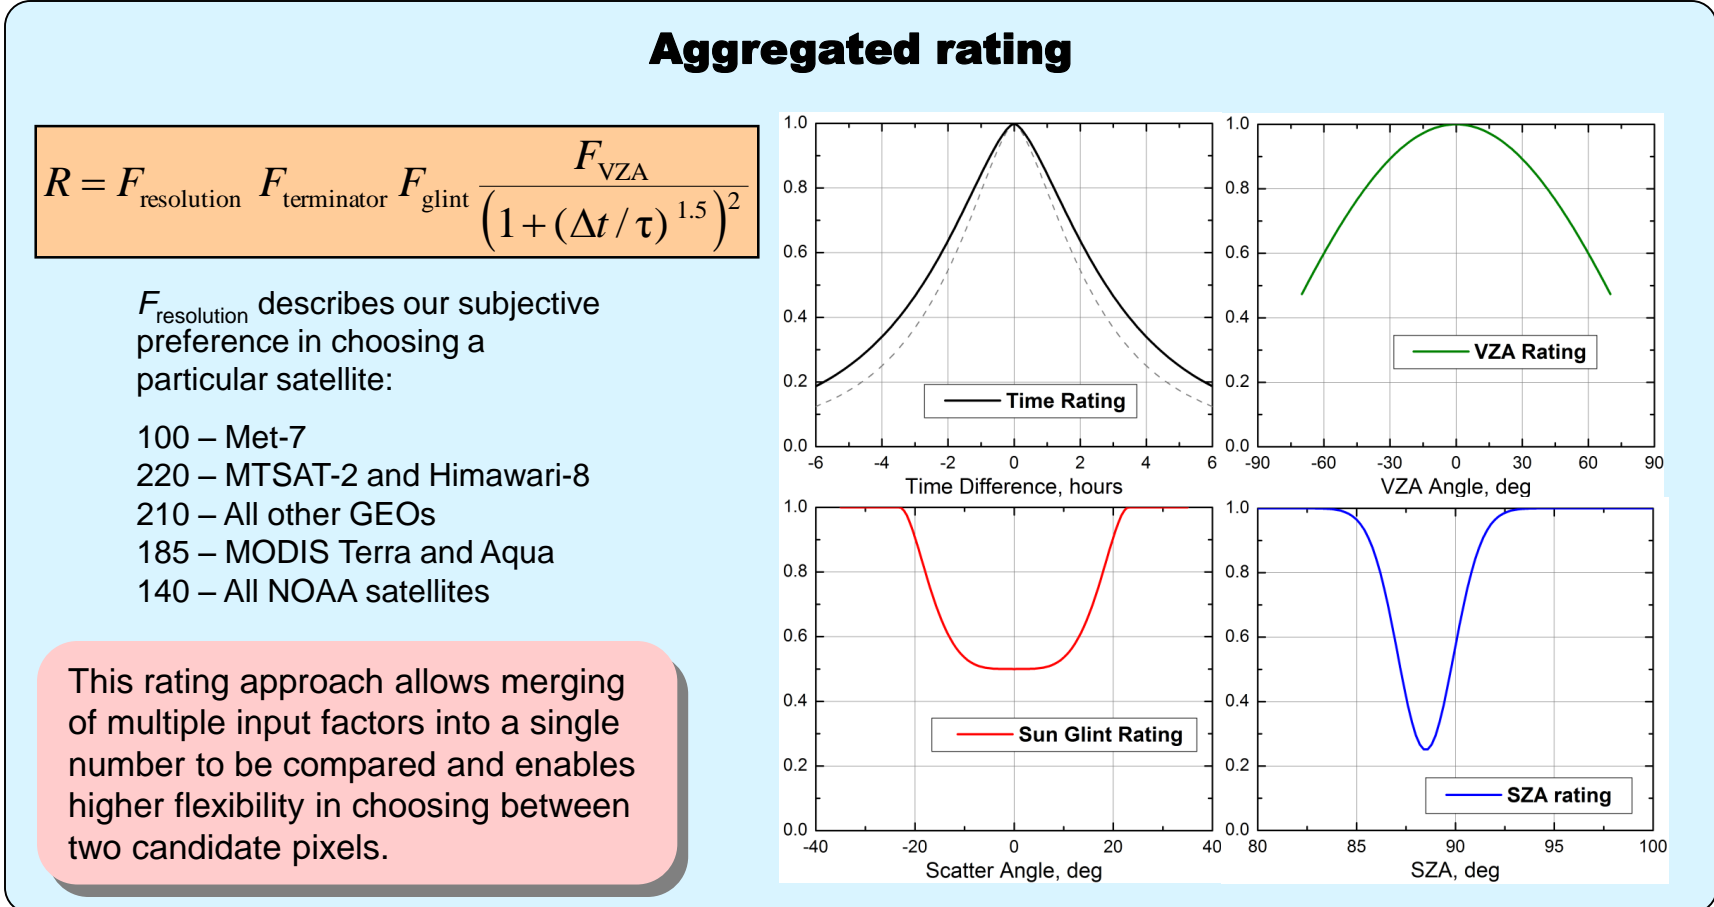 Aggregated rating
R = F_resolution F_terminator F_glint F_VZA / (1 + (Δt / τ)^1.5)^2
F_resolution describes our subjective
preference in choosing a
particular satellite:
100 – Met-7
220 – MTSAT-2 and Himawari-8
210 – All other GEOs
185 – MODIS Terra and Aqua
140 – All NOAA satellites
This rating approach allows merging
of multiple input factors into a single
number to be compared and enables
higher flexibility in choosing between
two candidate pixels.
1.0
0.8
0.6
0.4
0.2
0.0
Time Rating
-6 -4 -2 0 2 4 6
Time Difference, hours
1.0
0.8
0.6
0.4
0.2
0.0
VZA Rating
-90 -60 -30 0 30 60 90
VZA Angle, deg
1.0
0.8
0.6
0.4
0.2
0.0
Sun Glint Rating
-40 -20 0 20 40
Scatter Angle, deg
1.0
0.8
0.6
0.4
0.2
0.0
SZA rating
80 85 90 95 100
SZA, deg